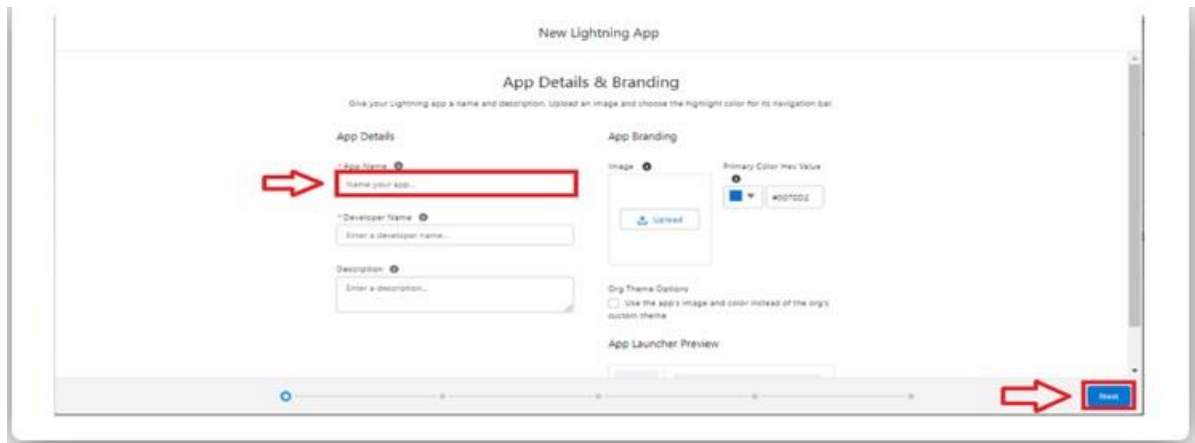 New Lightning App
App Details & Branding
Give your Lightning app a name and description. Upload an image and choose the highlight color for its navigation bar.
App Details
App Branding
* App Name
Name your app...
Image
Primary Color Hex Value
#0070D2
Upload
* Developer Name
Enter a developer name...
Description
Enter a description...
Org Theme Options
Use the app's image and color instead of the org's
custom theme
App Launcher Preview
Next